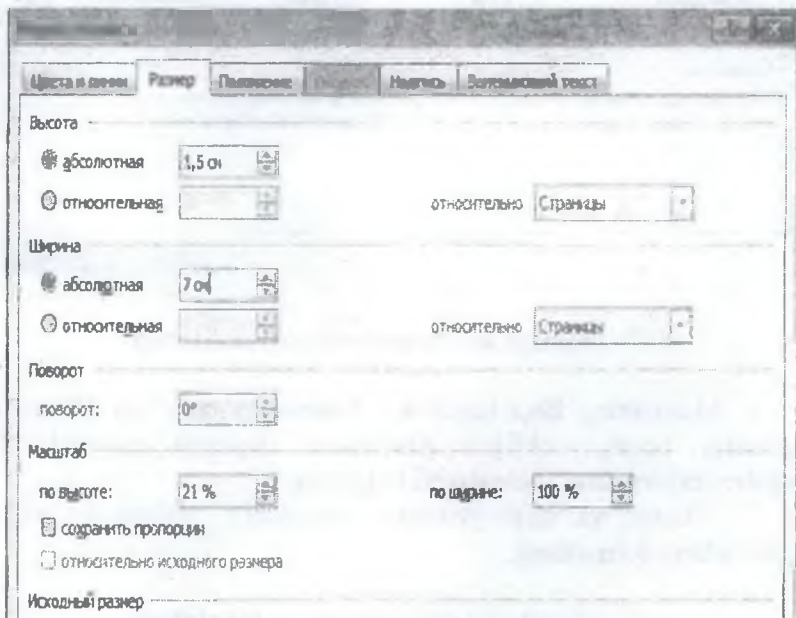 Цвета и линии Размер Положение Рисунок Надпись Замещающий текст
Высота
абсолютная 1,5 см
относительная относительно Страницы
Ширина
абсолютная 7 см
относительная относительно Страницы
Поворот
поворот: 0°
Масштаб
по высоте: 21 % по ширине: 100 %
сохранить пропорции
относительно исходного размера
Исходный размер